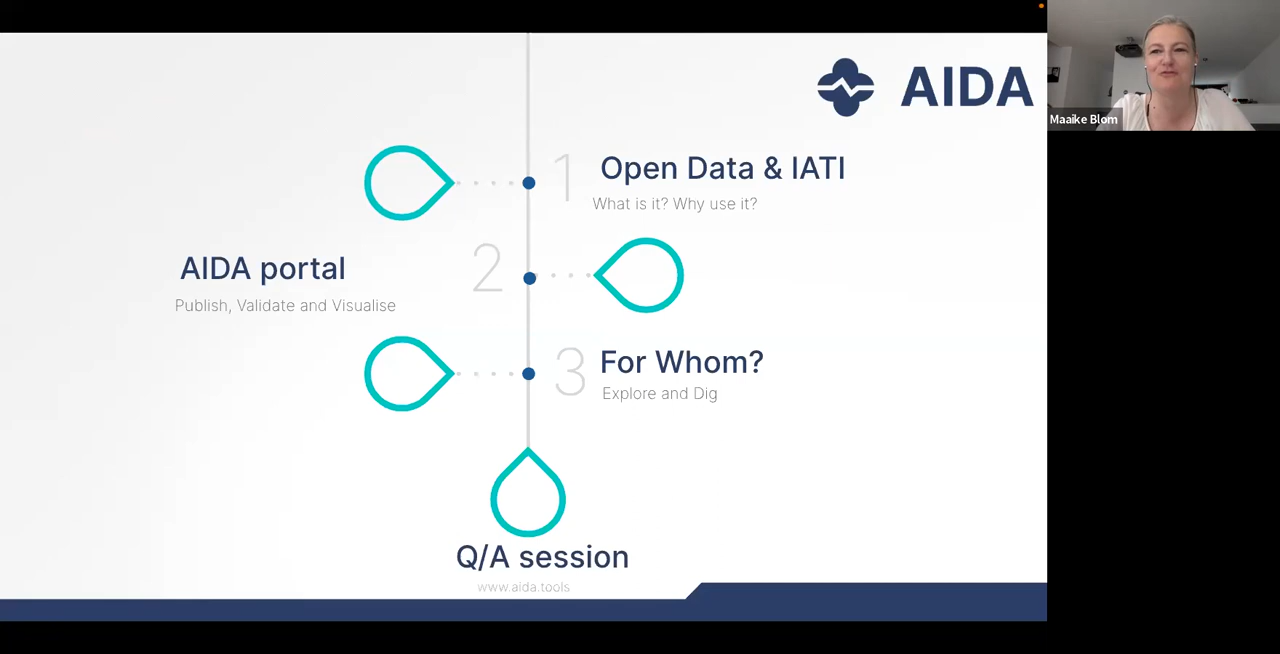 AIDA
Maaike Blom
1
Open Data & IATI
What is it? Why use it?
2
AIDA portal
Publish, Validate and Visualise
3
For Whom?
Explore and Dig
Q/A session
www.aida.tools